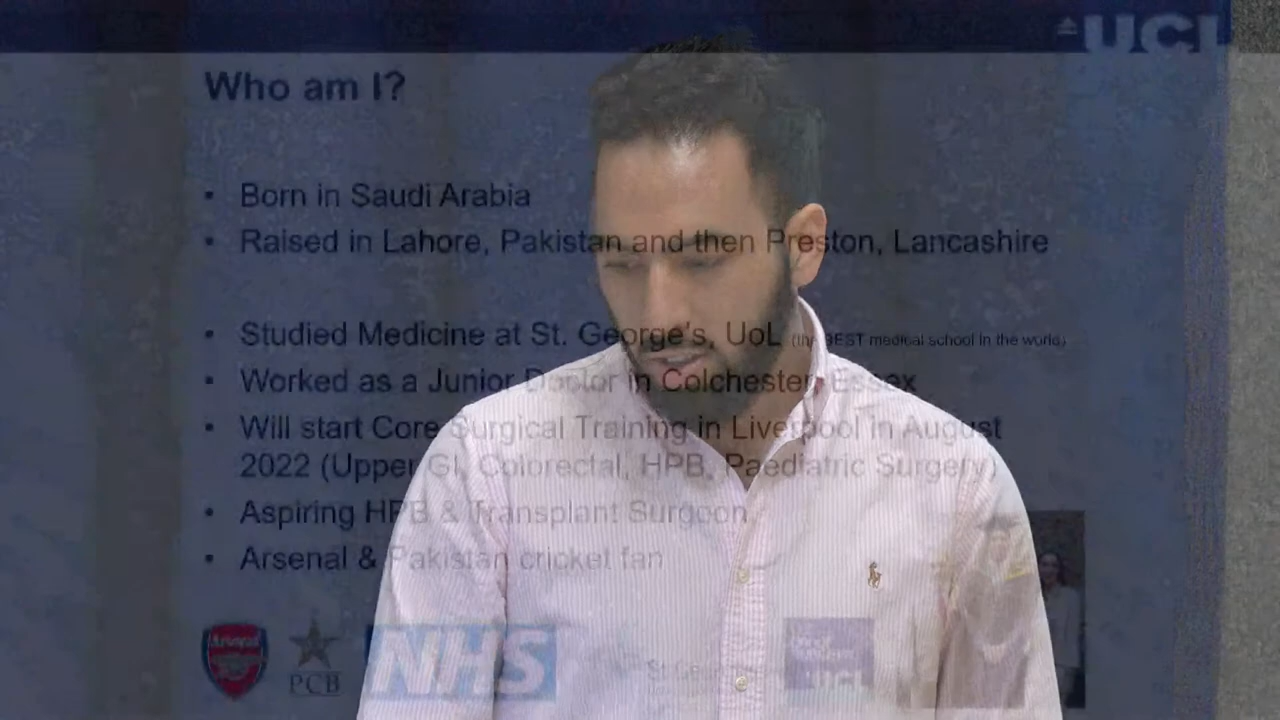 UCL
Who am I?
• Born in Saudi Arabia
• Raised in Lahore, Pakistan and then Preston, Lancashire
• Studied Medicine at St. George's, UoL (the BEST medical school in the world)
• Worked as a Junior Doctor in Colchester, Essex
• Will start Core Surgical Training in Liverpool in August
2022 (Upper GI, Colorectal, HPB, Paediatric Surgery)
• Aspiring HPB & Transplant Surgeon
• Arsenal & Pakistan cricket fan
Arsenal
PCB
NHS
UCL